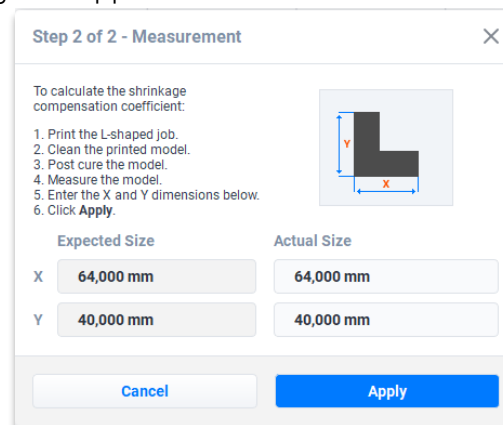 Step 2 of 2 - Measurement
To calculate the shrinkage
compensation coefficient:
1. Print the L-shaped job.
2. Clean the printed model.
3. Post cure the model.
4. Measure the model.
5. Enter the X and Y dimensions below.
6. Click Apply.
Y
X
Expected Size Actual Size
X 64,000 mm 64,000 mm
Y 40,000 mm 40,000 mm
Cancel Apply